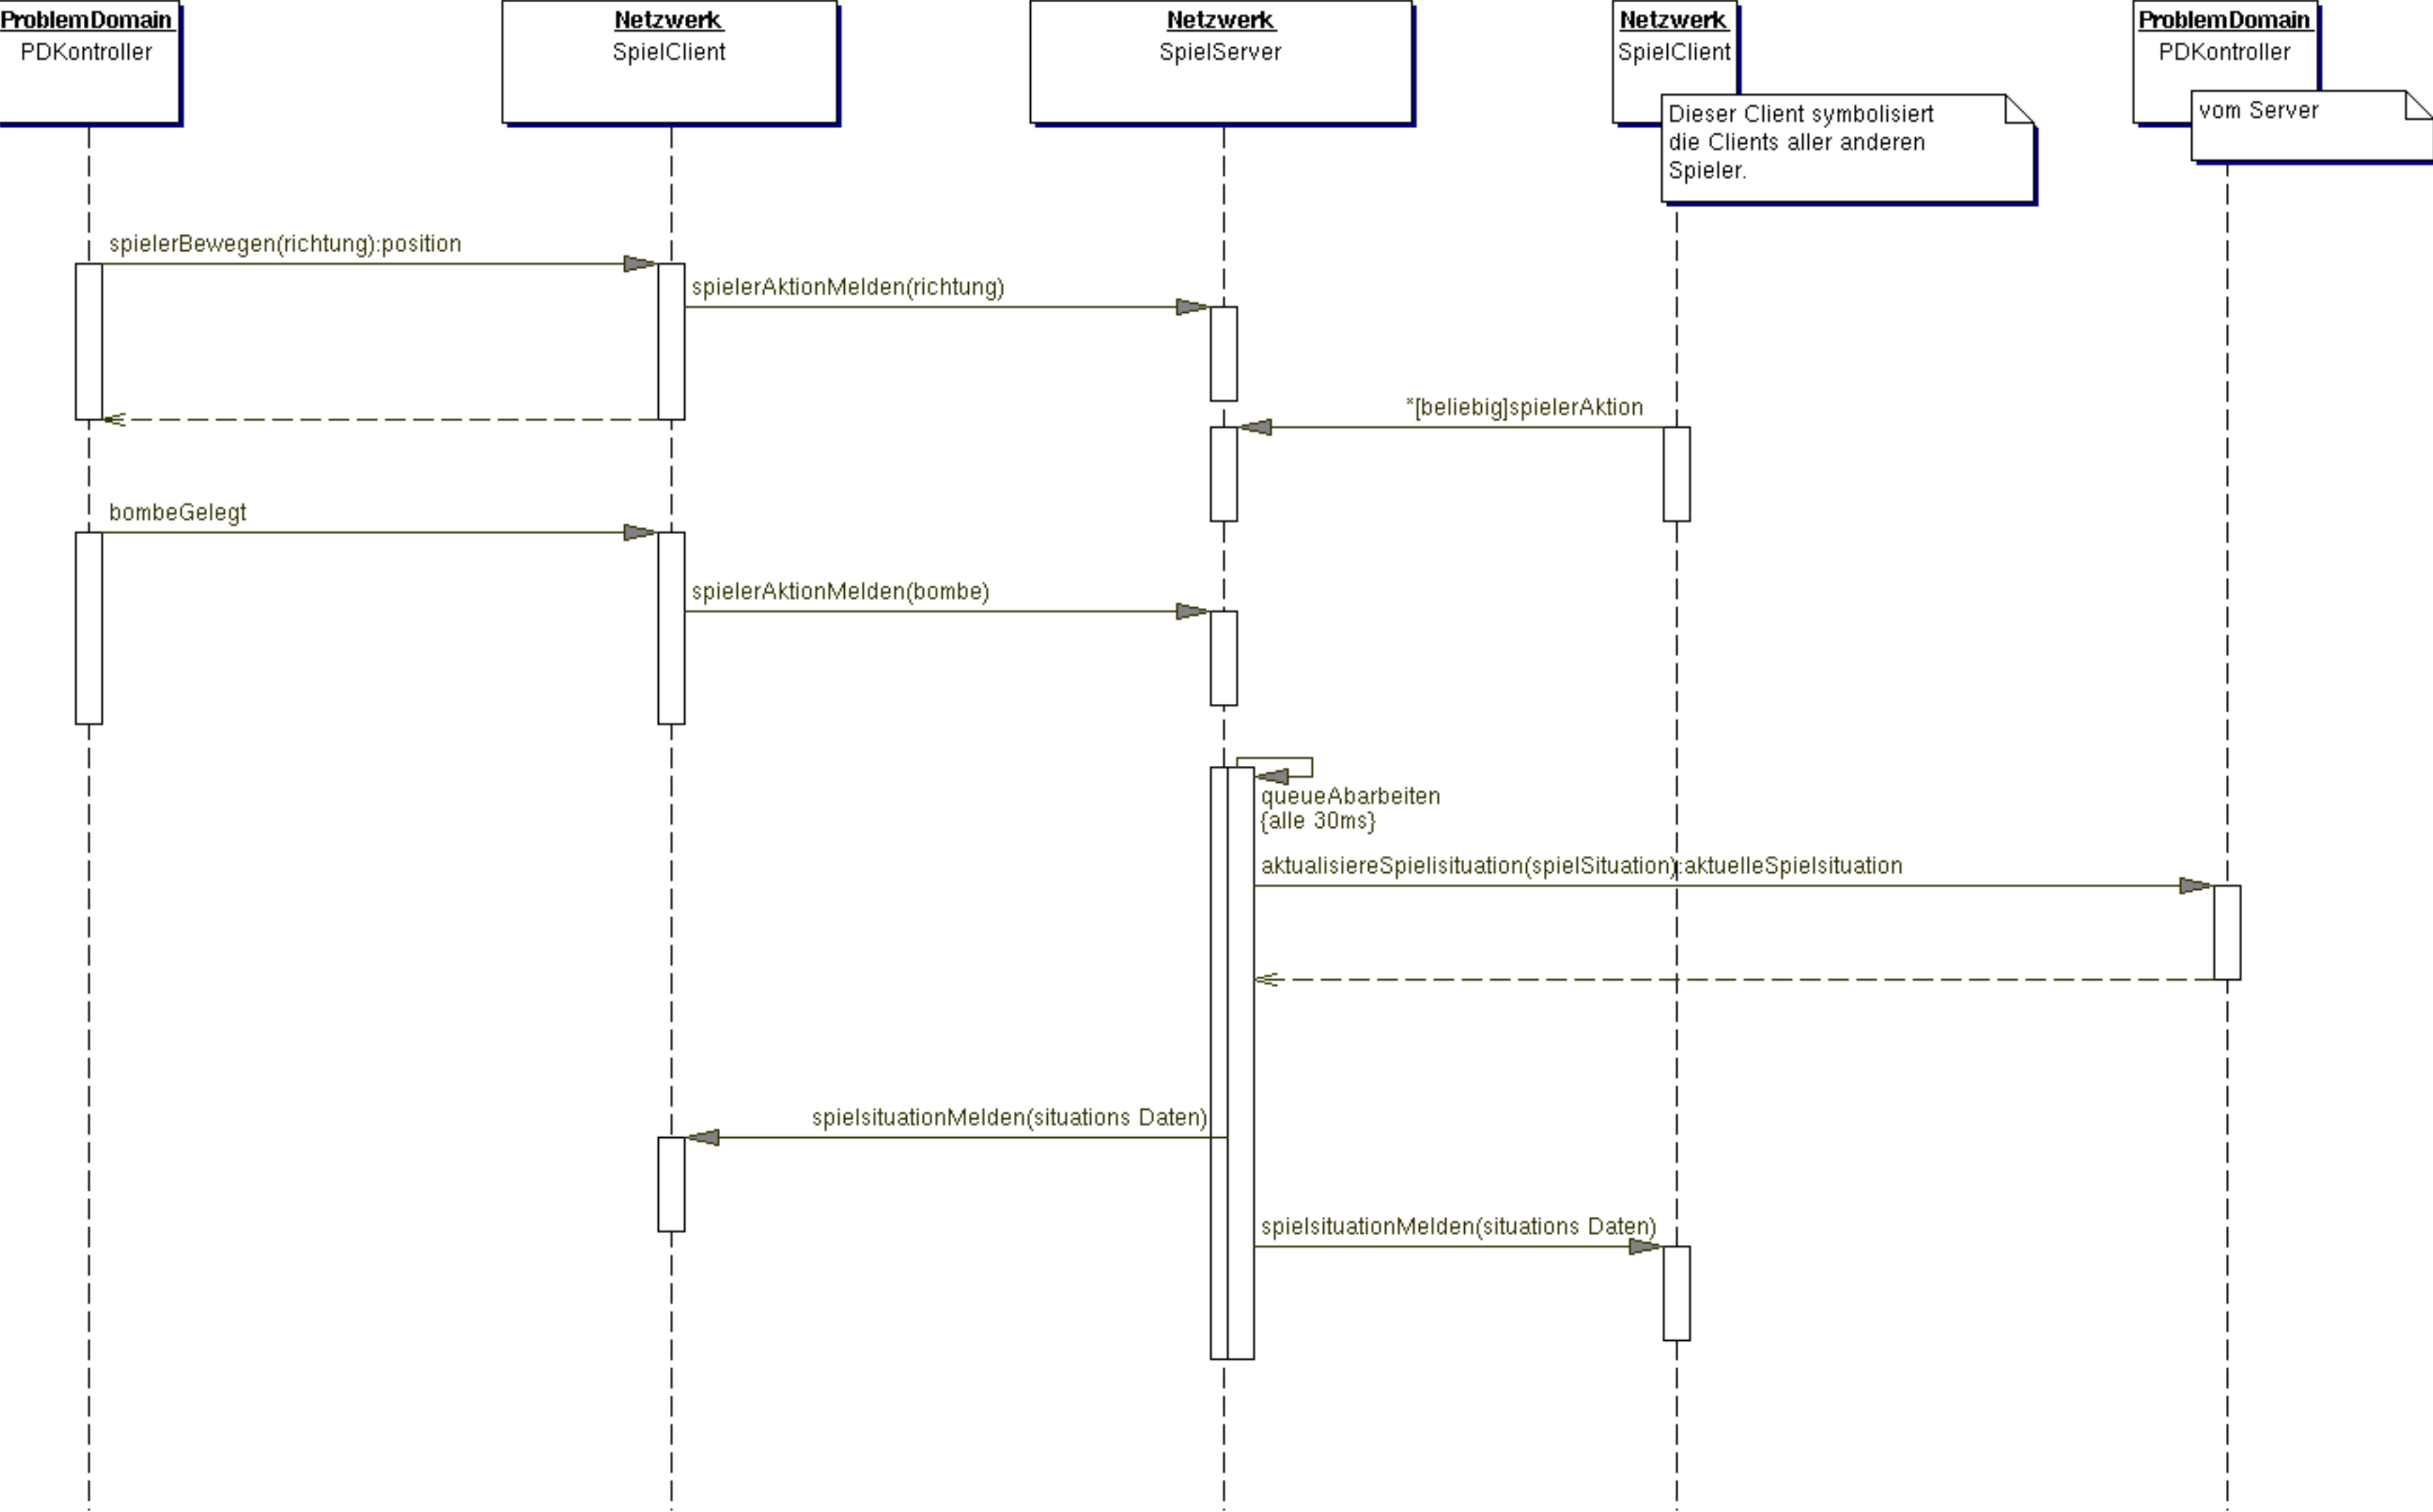 ProblemDomain
PDKontroller
Netzwerk
SpielClient
Netzwerk
SpielServer
Netzwerk
SpielClient
Dieser Client symbolisiert
die Clients aller anderen
Spieler.
ProblemDomain
PDKontroller
vom Server
spielerBewegen(richtung):position
spielerAktionMelden(richtung)
*[beliebig]spielerAktion
bombeGelegt
spielerAktionMelden(bombe)
queueAbarbeiten
{alle 30ms}
aktualisiereSpielisituation(spielSituation):aktuelleSpielsituation
spielsituationMelden(situations Daten)
spielsituationMelden(situations Daten)